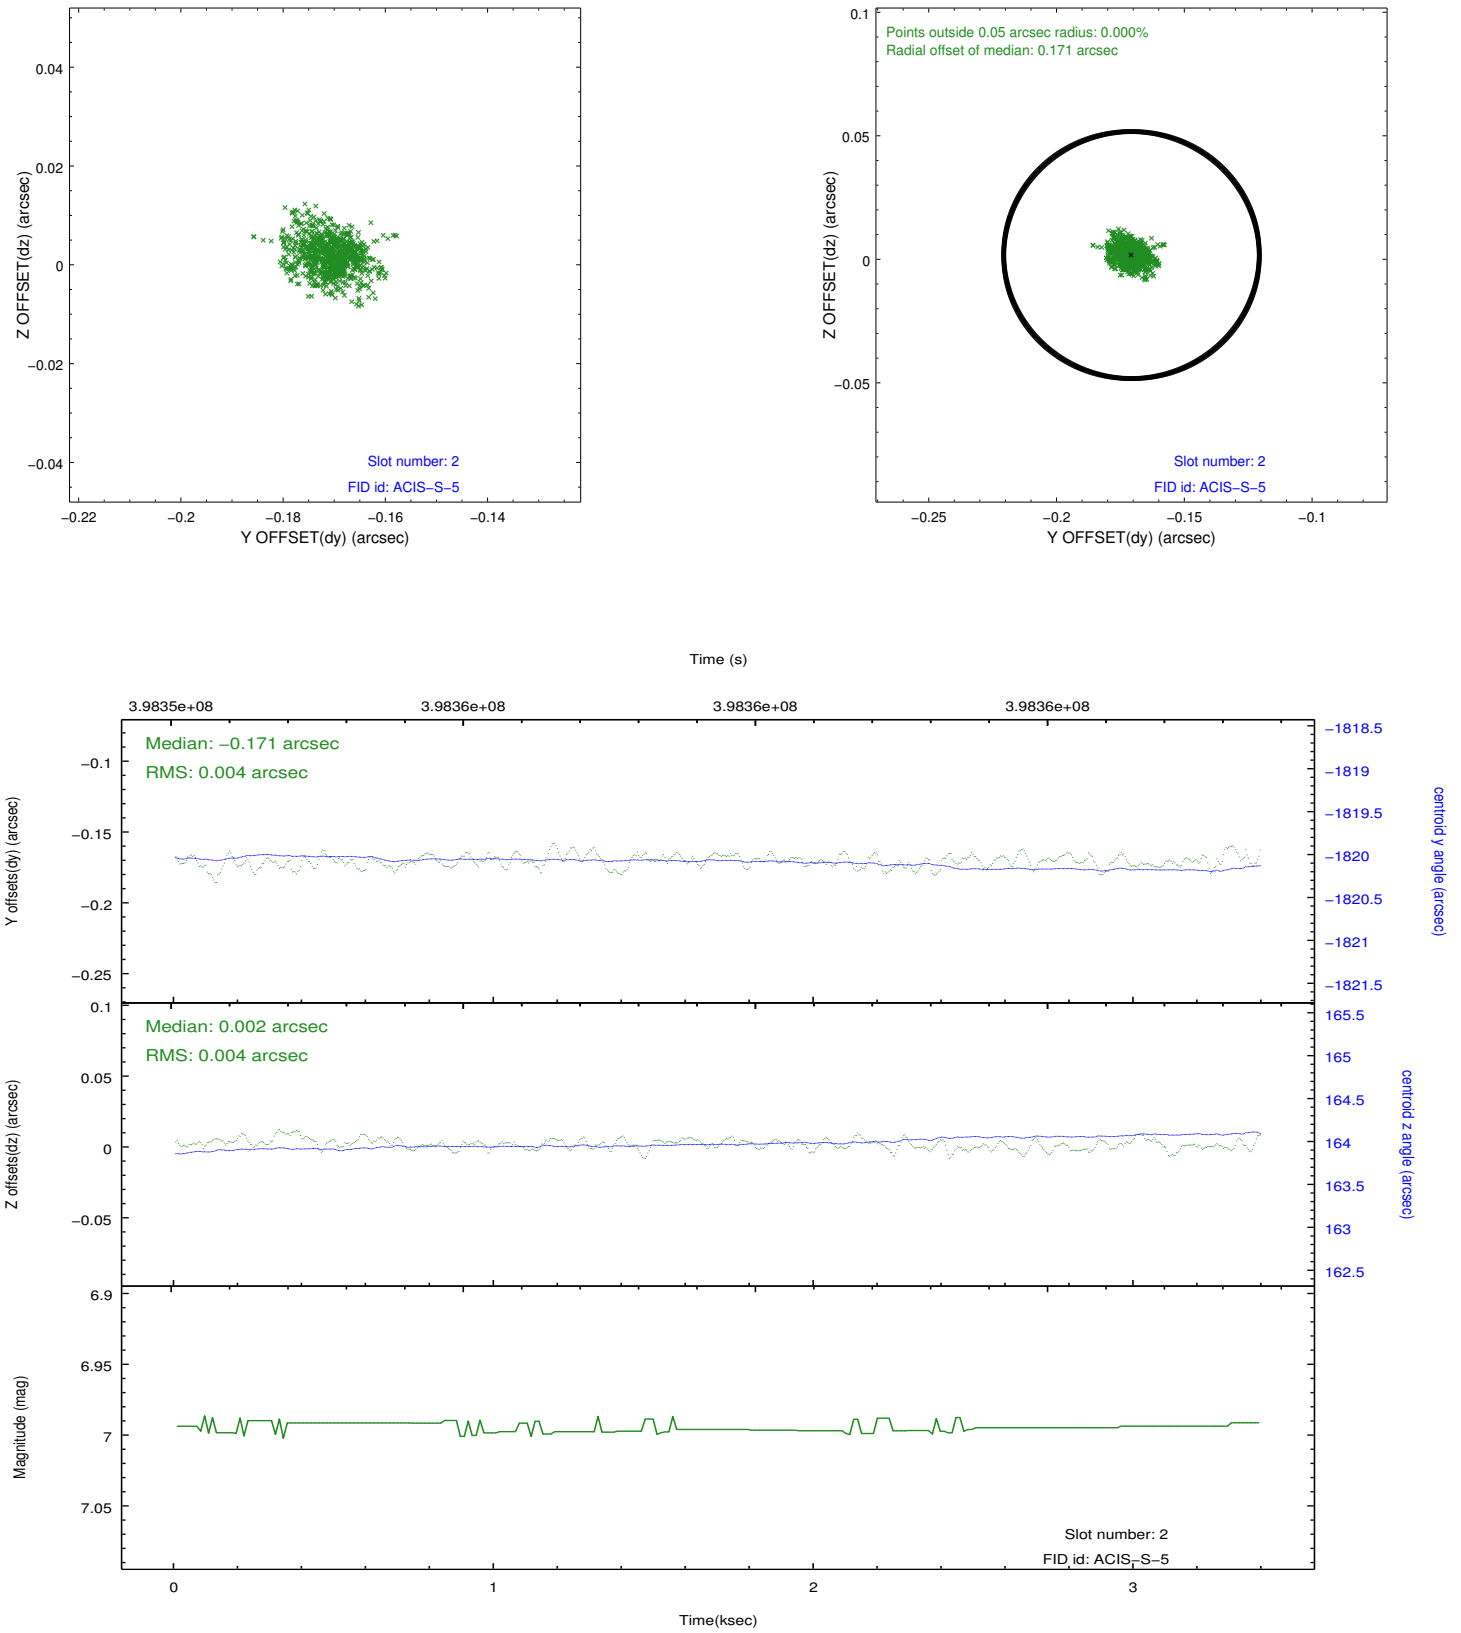 0.04
0.02
0
−0.02
−0.04
Z OFFSET(dz) (arcsec)
Slot number: 2
FID id: ACIS−S−5
−0.22 −0.2 −0.18 −0.16 −0.14
Y OFFSET(dy) (arcsec)
Points outside 0.05 arcsec radius: 0.000%
Radial offset of median: 0.171 arcsec
0.1
0.05
0
−0.05
Z OFFSET(dz) (arcsec)
Slot number: 2
FID id: ACIS−S−5
−0.25 −0.2 −0.15 −0.1
Y OFFSET(dy) (arcsec)
Time (s)
3.9835e+08 3.9836e+08 3.9836e+08 3.9836e+08
Median: −0.171 arcsec
RMS: 0.004 arcsec
−0.1
−0.15
−0.2
−0.25
Y offsets(dy) (arcsec)
−1818.5
−1819
−1819.5
−1820
−1820.5
−1821
−1821.5
centroid y angle (arcsec)
Median: 0.002 arcsec
RMS: 0.004 arcsec
0.1
0.05
0
−0.05
Z offsets(dz) (arcsec)
165.5
165
164.5
164
163.5
163
162.5
centroid z angle (arcsec)
6.9
6.95
7
7.05
Magnitude (mag)
Slot number: 2
FID id: ACIS−S−5
0 1 2 3
Time(ksec)